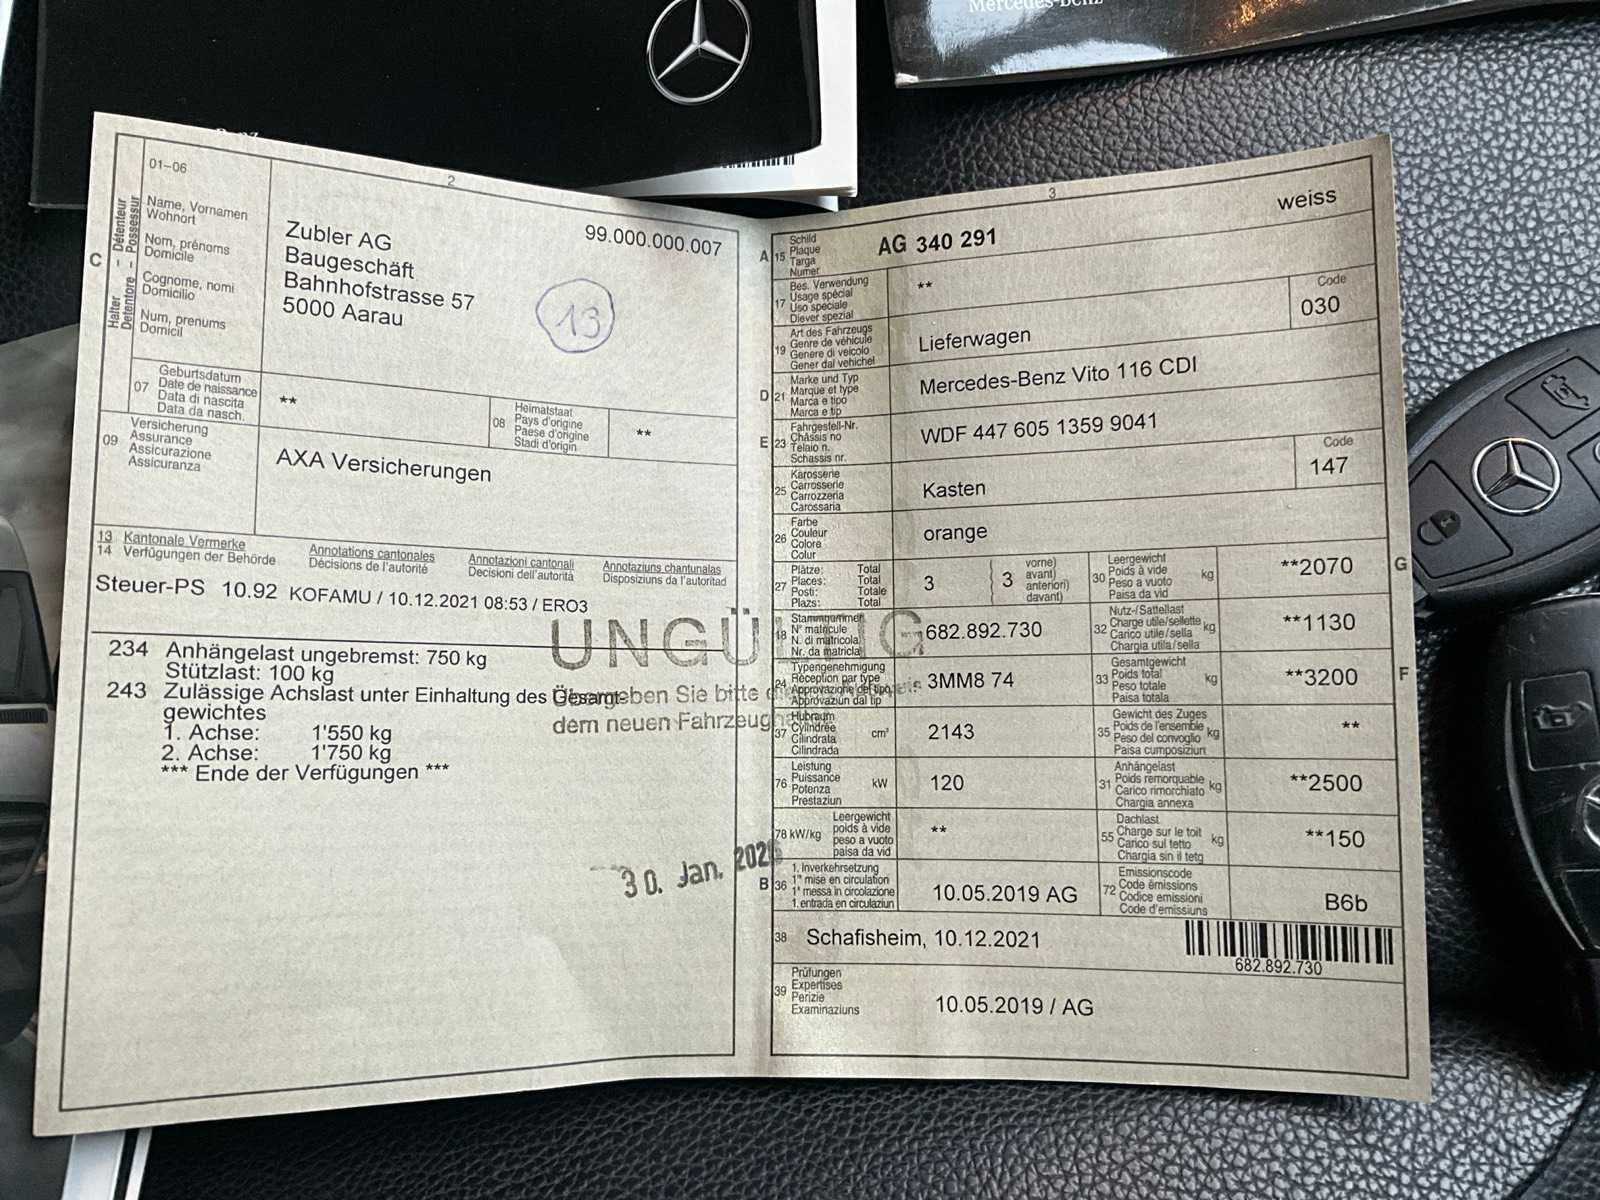 Mercedes-Benz
2
01–06
C
Halter – Détenteur
Detentore – Possessur
Name, Vornamen
Wohnort
Nom, prénoms
Domicile
Cognome, nomi
Domicilio
Num, prenums
Domicil
99.000.000.007
Zubler AG
Baugeschäft
Bahnhofstrasse 57
5000 Aarau
13
07
Geburtsdatum
Date de naissance
Data di nascita
Data da nasch.
**
08
Heimatstaat
Pays d'origine
Paese d'origine
Stadi d'origin
**
09
Versicherung
Assurance
Assicurazione
Assicuranza
AXA Versicherungen
13 Kantonale Vermerke
14 Verfügungen der Behörde
Annotations cantonales
Décisions de l'autorité
Annotazioni cantonali
Decisioni dell'autorità
Annotaziuns chantunalas
Disposiziuns da l'autoritad
Steuer-PS 10.92 KOFAMU / 10.12.2021 08:53 / ERO3
UNGÜLTIG
234 Anhängelast ungebremst: 750 kg
Stützlast: 100 kg
243 Zulässige Achslast unter Einhaltung des Gesamt-
gewichtes
1. Achse: 1'550 kg
2. Achse: 1'750 kg
*** Ende der Verfügungen ***
Übergeben Sie bitte
dem neuen
30. Jan.
3
A
15
Schild
Plaque
Targa
Numer
AG 340 291
weiss
17
Bes. Verwendung
Usage spécial
Uso speciale
Diever spezial
**
19
Art des Fahrzeugs
Genre de véhicule
Genere di veicolo
Gener dal vehichel
Lieferwagen
Code
030
D
21
Marke und Typ
Marque et type
Marca e tipo
Marca e tip
Mercedes-Benz Vito 116 CDI
E
23
Fahrgestell-Nr.
Châssis no
Telaio n.
Schassis nr.
WDF 447 605 1359 9041
25
Karosserie
Carrosserie
Carrozzeria
Carossaria
Kasten
Code
147
26
Farbe
Couleur
Colore
Colur
orange
27
Plätze: Total
Places: Total
Posti: Totale
Plazs: Total
3
3
vorne)
avant)
anteriori)
davant)
30
Leergewicht
Poids à vide
Peso a vuoto
Paisa da vid
kg
**2070
G
18
Stammnummer
N° matricule
N. di matricola
Nr. da matricla
682.892.730
32
Nutz-/Sattellast
Charge utile/sellette
Carico utile/sella
Chargia utila/sella
kg
**1130
24
Typengenehmigung
Réception par type
Approvazione del tipo
Approvaziun dal tip
3MM8 74
33
Gesamtgewicht
Poids total
Peso totale
Paisa totala
kg
**3200
F
37
Hubraum
Cylindrée
Cilindrata
Cilindrada
cm³
2143
35
Gewicht des Zuges
Poids de l'ensemble
Peso del convoglio
Paisa cumposiziun
kg
**
76
Leistung
Puissance
Potenza
Prestaziun
kW
120
31
Anhängelast
Poids remorquable
Carico rimorchiato
Chargia annexa
kg
**2500
78 kW/kg
Leergewicht
poids à vide
peso a vuoto
paisa da vid
**
55
Dachlast
Charge sur le toit
Carico sul tetto
Chargia sin il tetg
kg
**150
B
36
1. Inverkehrsetzung
1re mise en circulation
1a messa in circolazione
1. entrada en circulaziun
10.05.2019 AG
72
Emissionscode
Code émissions
Codice emissioni
Code d'emissiuns
B6b
38
Schafisheim, 10.12.2021
682.892.730
39
Prüfungen
Expertises
Perizie
Examinaziuns
10.05.2019 / AG